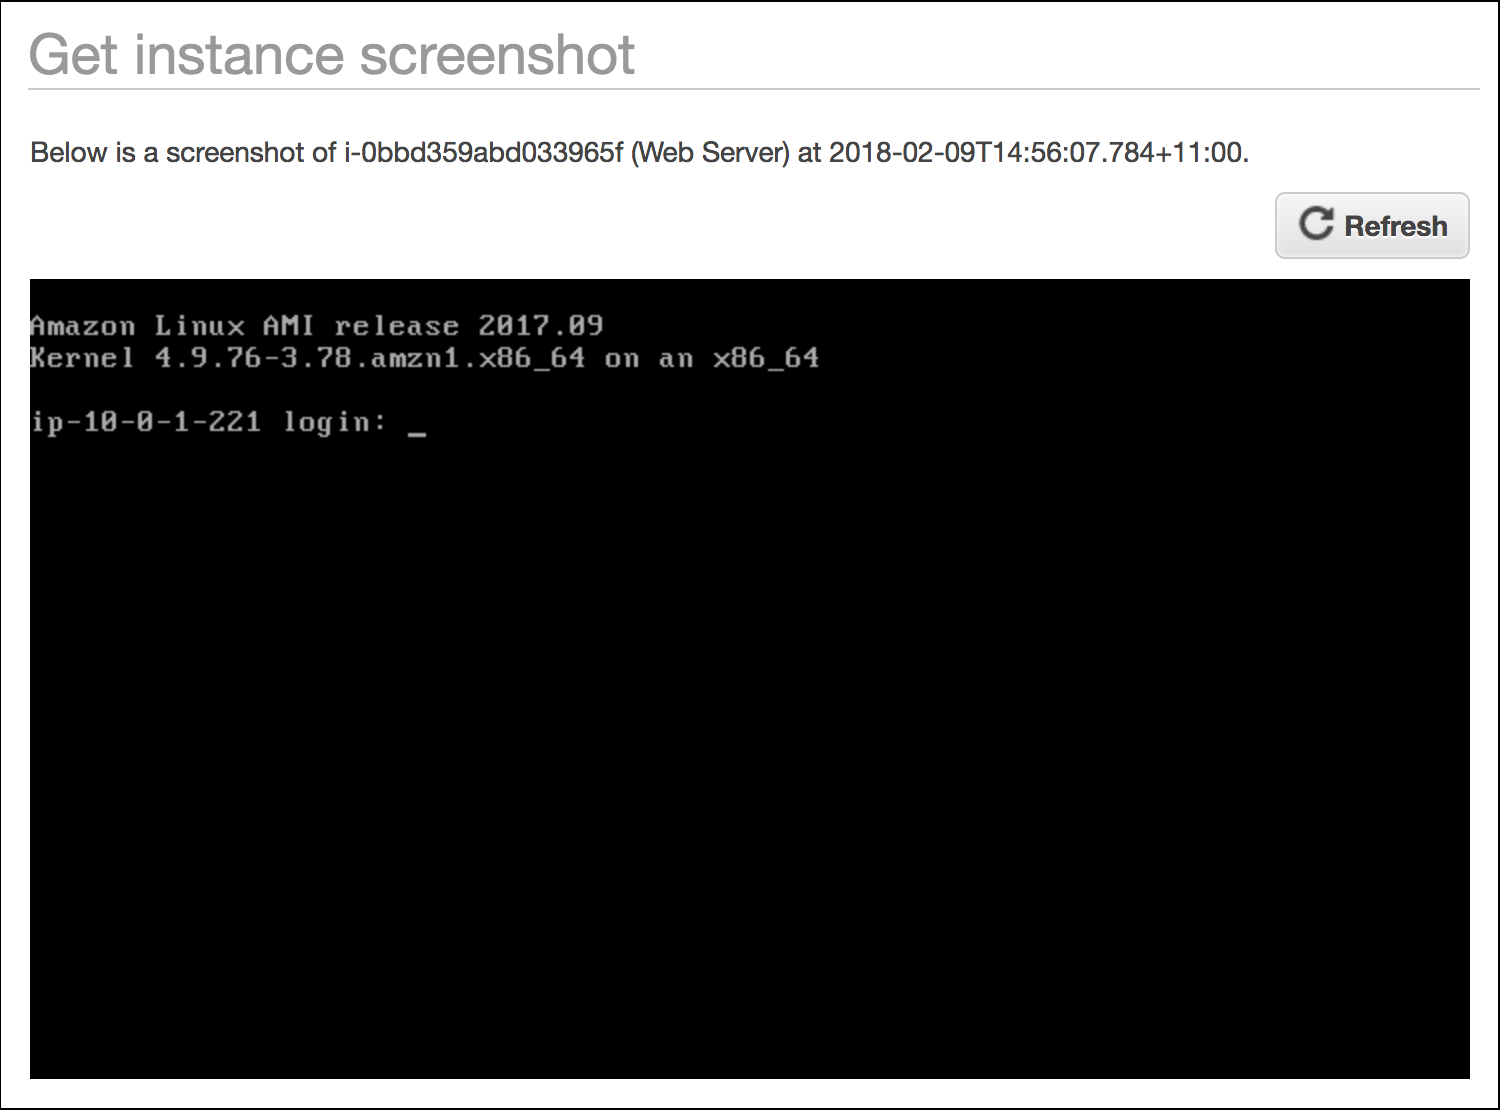 Get instance screenshot
Below is a screenshot of i-0bbd359abd033965f (Web Server) at 2018-02-09T14:56:07.784+11:00.
Refresh
Amazon Linux AMI release 2017.09
Kernel 4.9.76-3.78.amzn1.x86_64 on an x86_64
ip-10-0-1-221 login: _